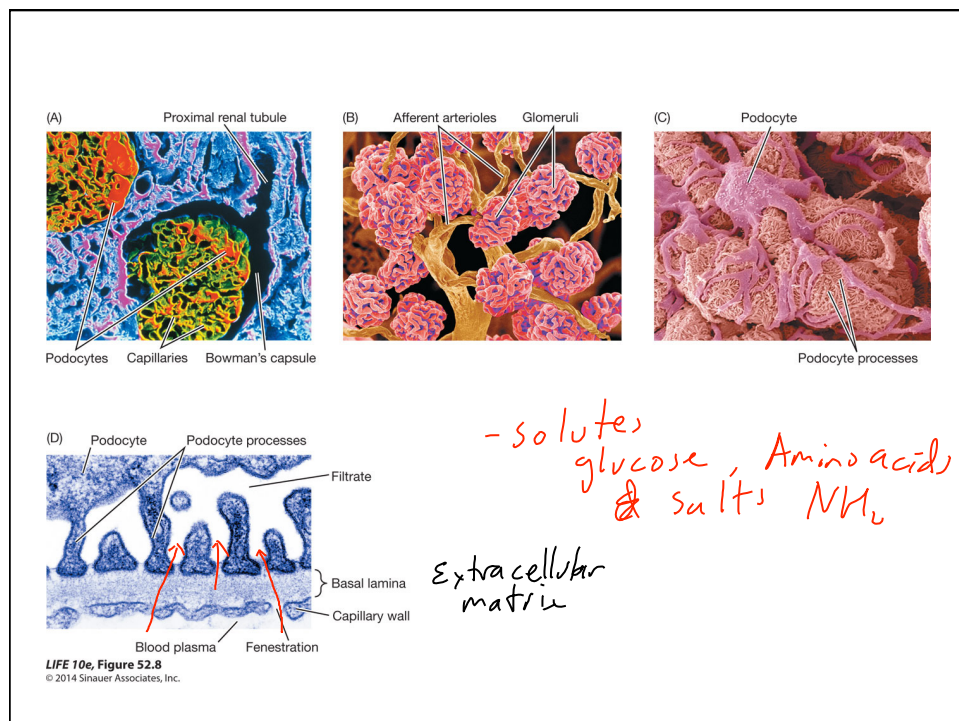 (A)
Proximal renal tubule
Podocytes
Capillaries
Bowman's capsule
(B)
Afferent arterioles
Glomeruli
(C)
Podocyte
Podocyte processes
(D)
Podocyte
Podocyte processes
Filtrate
Basal lamina
Capillary wall
Blood plasma
Fenestration
- solutes
glucose, Amino acids
& salts NH₂
Extracellular
matrix
LIFE 10e, Figure 52.8
© 2014 Sinauer Associates, Inc.